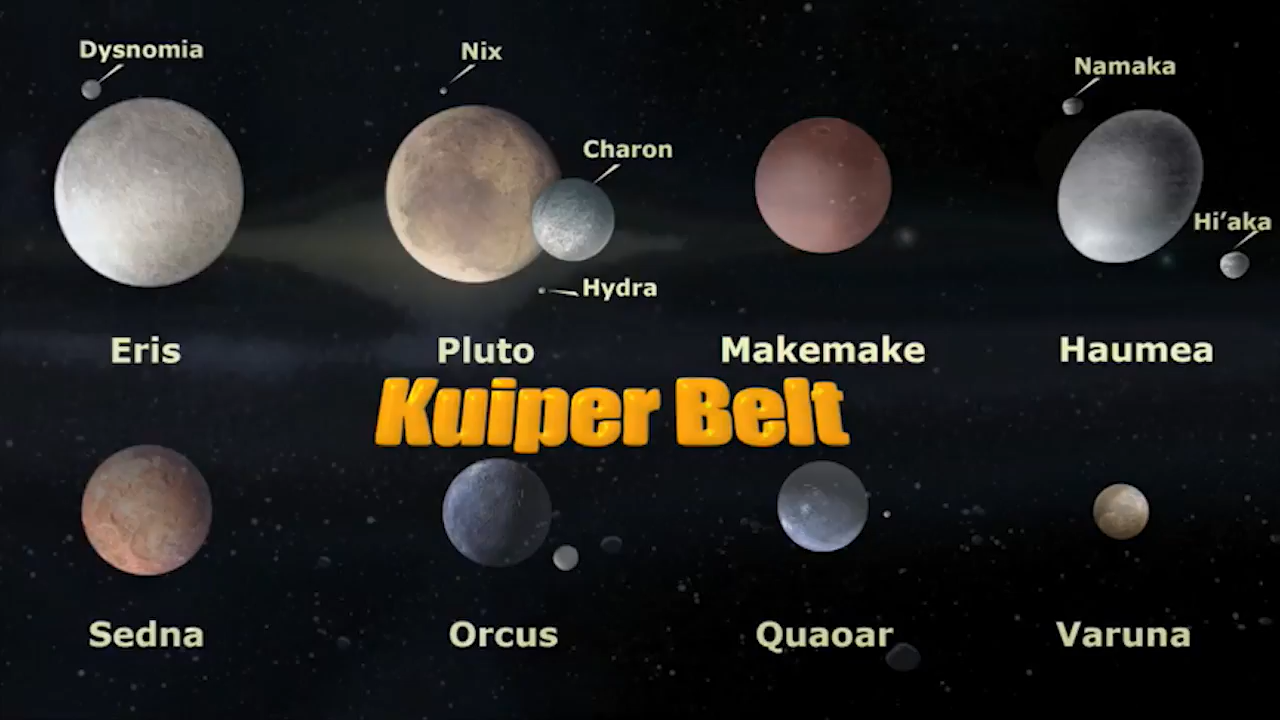 Dysnomia
Nix
Namaka
Charon
Hi’aka
Hydra
Eris
Pluto
Makemake
Haumea
Kuiper Belt
Sedna
Orcus
Quaoar
Varuna